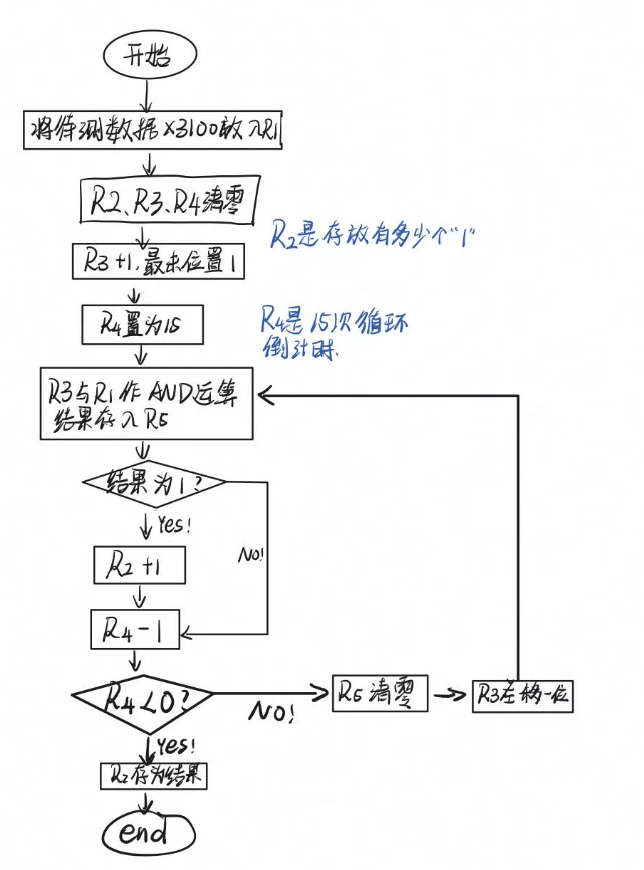 开始
将待测数据x3100放入R1
R2、R3、R4清零
R2是存放有多少个"1"
R3+1,最末位置1
R4置为15
R4是15次循环
倒计时.
R3与R1作AND运算
结果存入R5
结果为1?
Yes!
No!
R2+1
R4-1
R4<0?
NO!
R5清零
R3左移一位
Yes!
R2存为结果
end